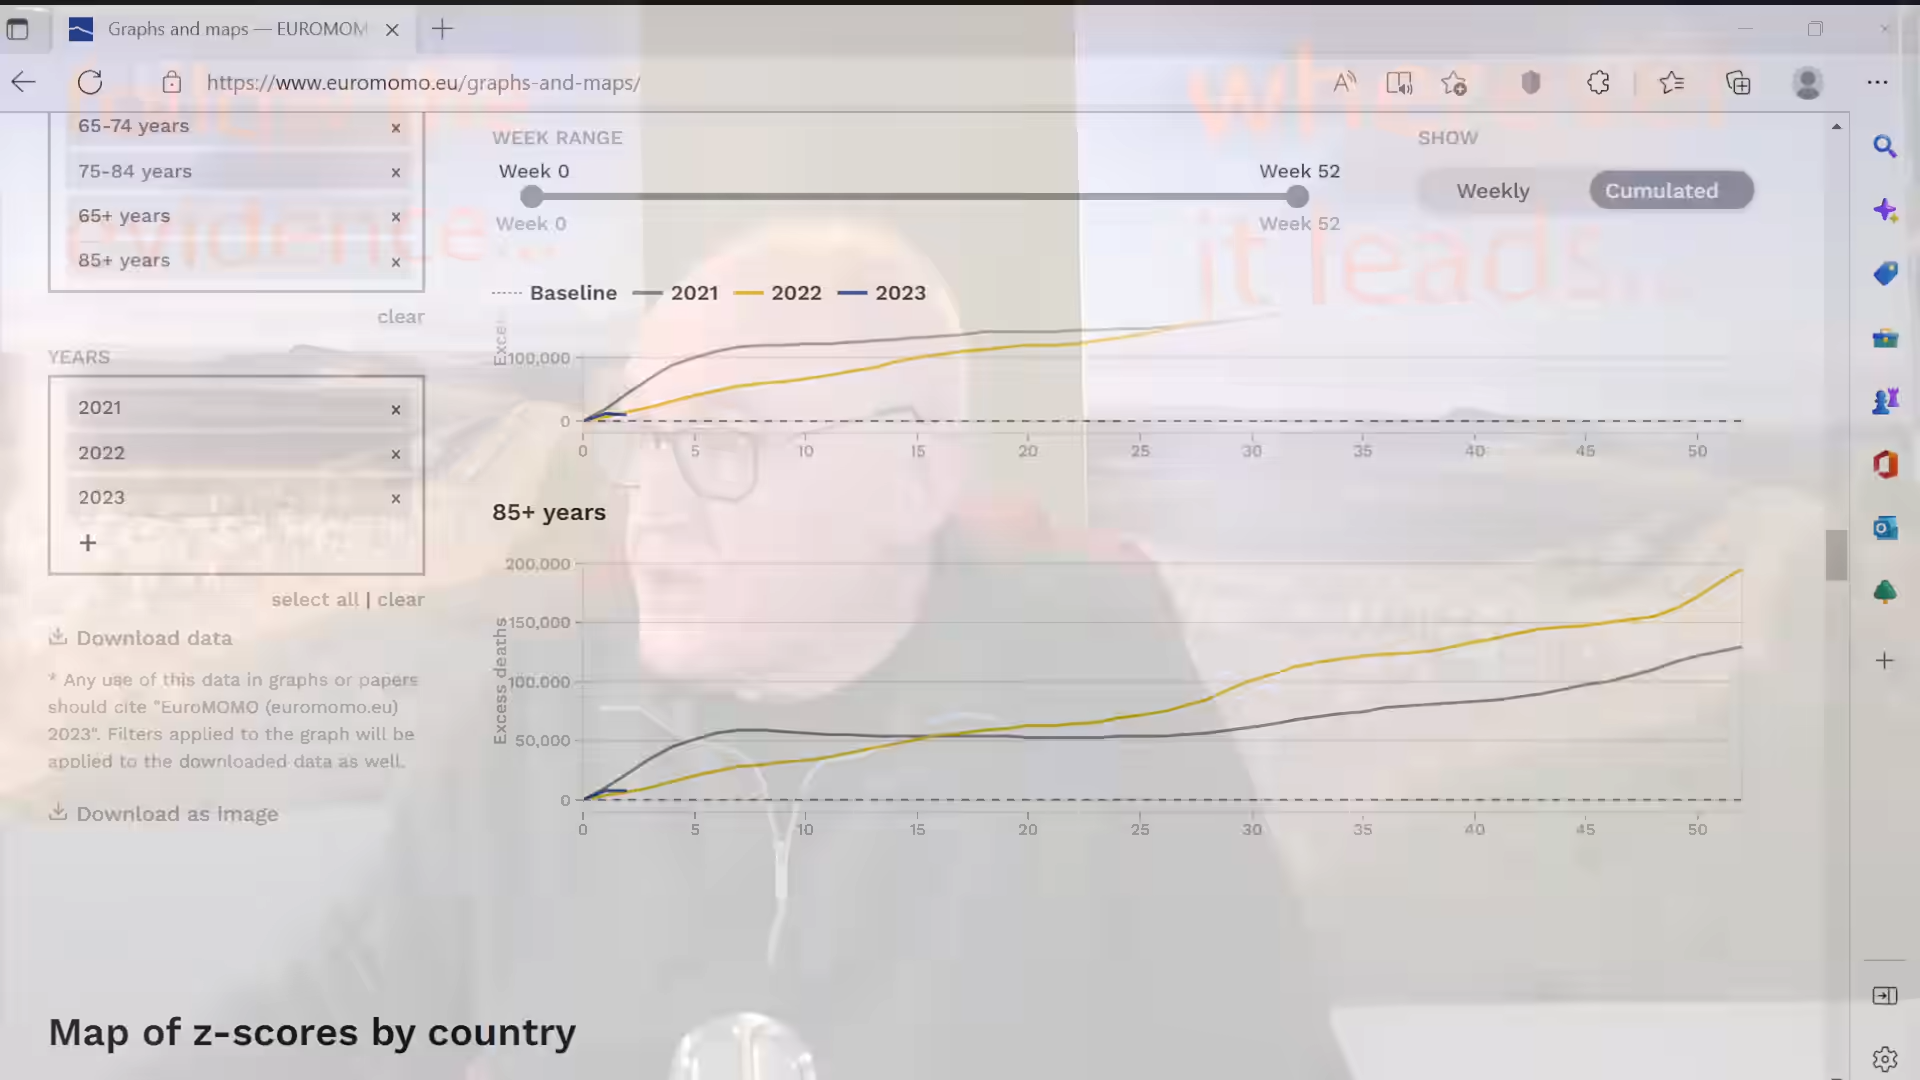 Graphs and maps — EUROMOM
https://www.euromomo.eu/graphs-and-maps/
65-74 years
75-84 years
65+ years
85+ years
clear
YEARS
2021
2022
2023
select all | clear
Download data
* Any use of this data in graphs or papers
should cite "EuroMOMO (euromomo.eu)
2023". Filters applied to the graph will be
applied to the downloaded data as well.
Download as image
WEEK RANGE
Week 0
Week 52
Week 0
Week 52
SHOW
Weekly
Cumulated
Baseline
2021
2022
2023
100,000
0
0 5 10 15 20 25 30 35 40 45 50
85+ years
Excess deaths
200,000
150,000
100,000
50,000
0
0 5 10 15 20 25 30 35 40 45 50
Map of z-scores by country
evidence...
where
it leads...